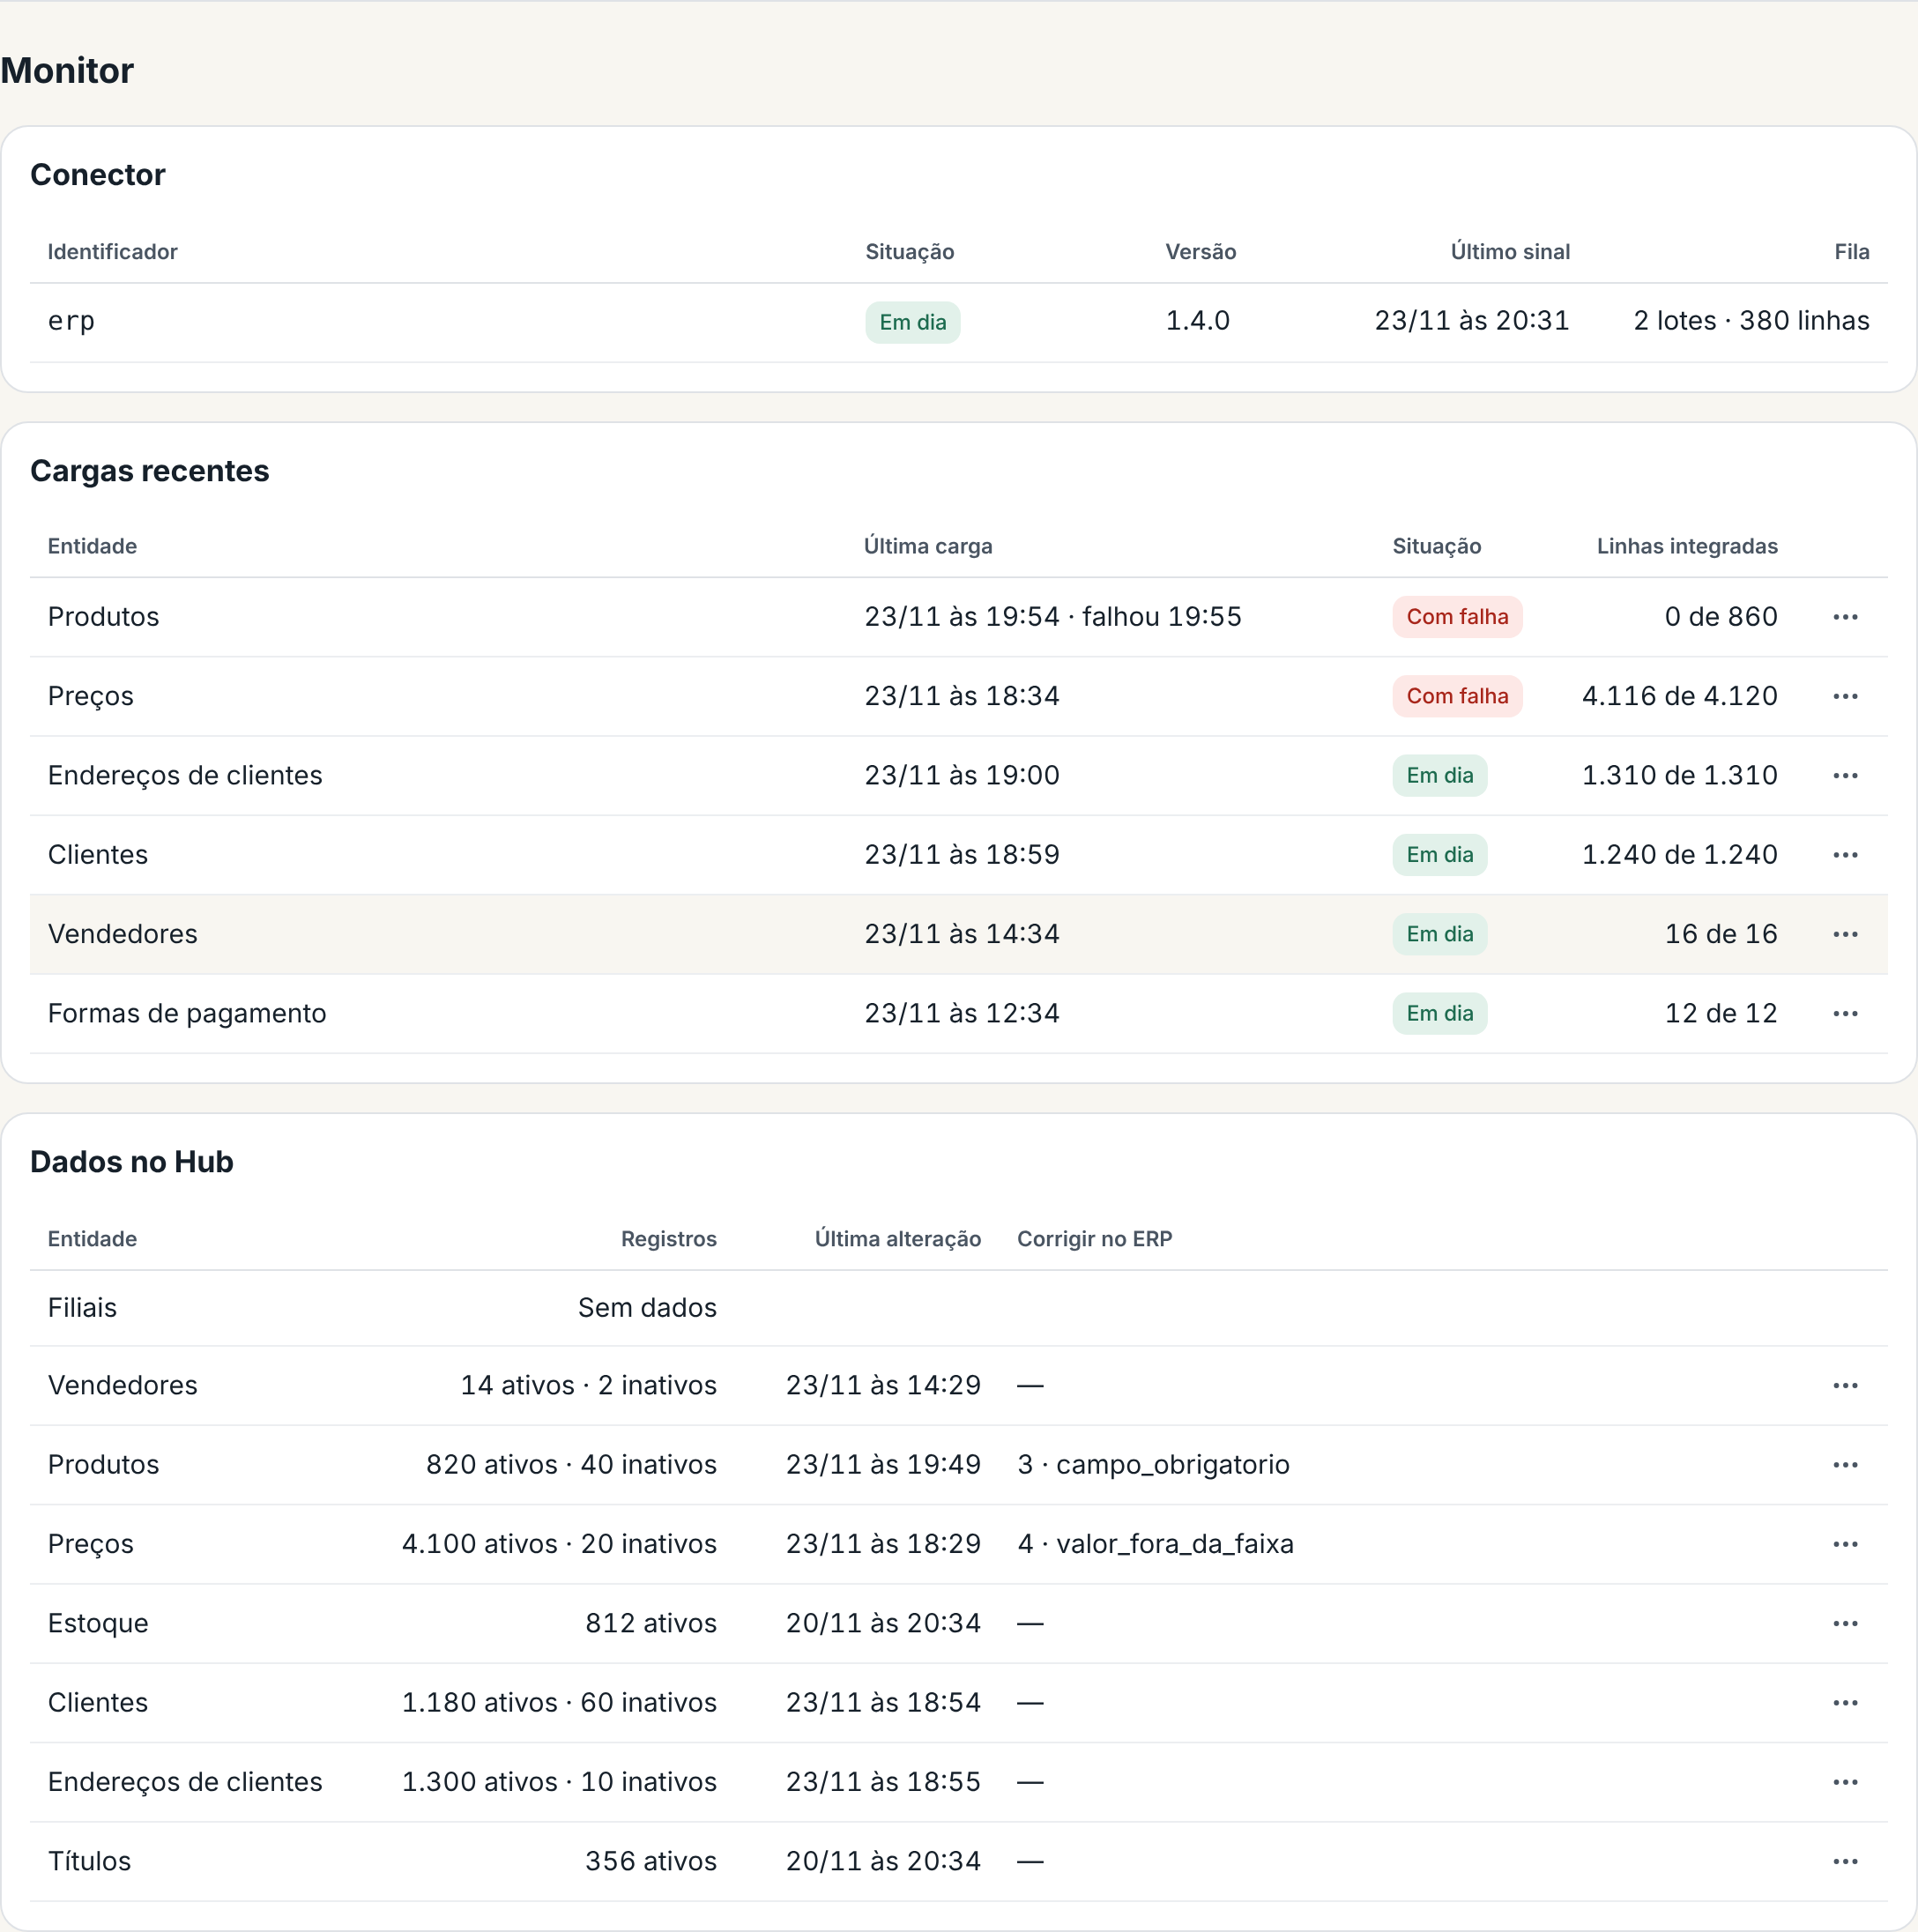 Monitor
Conector
Identificador Situação Versão Último sinal Fila
erp Em dia 1.4.0 23/11 às 20:31 2 lotes · 380 linhas
Cargas recentes
Entidade Última carga Situação Linhas integradas
Produtos 23/11 às 19:54 · falhou 19:55 Com falha 0 de 860
Preços 23/11 às 18:34 Com falha 4.116 de 4.120
Endereços de clientes 23/11 às 19:00 Em dia 1.310 de 1.310
Clientes 23/11 às 18:59 Em dia 1.240 de 1.240
Vendedores 23/11 às 14:34 Em dia 16 de 16
Formas de pagamento 23/11 às 12:34 Em dia 12 de 12
Dados no Hub
Entidade Registros Última alteração Corrigir no ERP
Filiais Sem dados
Vendedores 14 ativos · 2 inativos 23/11 às 14:29 —
Produtos 820 ativos · 40 inativos 23/11 às 19:49 3 · campo_obrigatorio
Preços 4.100 ativos · 20 inativos 23/11 às 18:29 4 · valor_fora_da_faixa
Estoque 812 ativos 20/11 às 20:34 —
Clientes 1.180 ativos · 60 inativos 23/11 às 18:54 —
Endereços de clientes 1.300 ativos · 10 inativos 23/11 às 18:55 —
Títulos 356 ativos 20/11 às 20:34 —